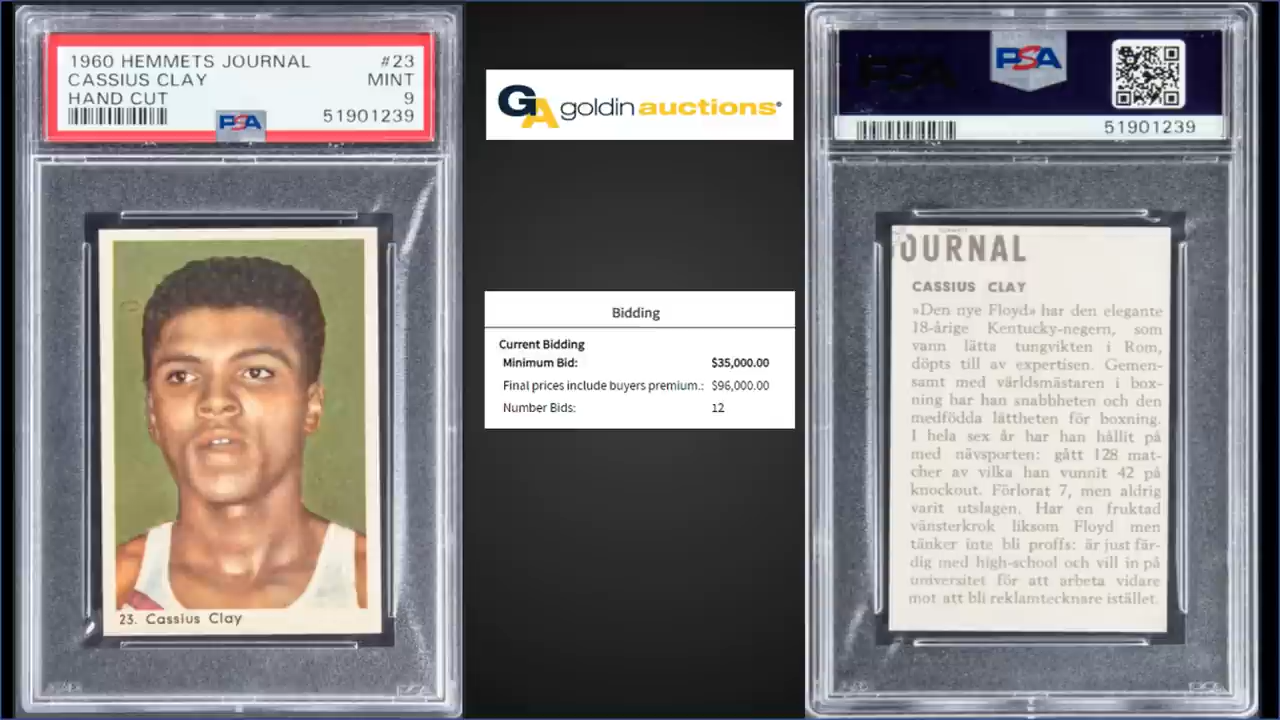 1960 HEMMETS JOURNAL #23
CASSIUS CLAY MINT
HAND CUT 9
PSA 51901239
23. Cassius Clay
GA goldin auctions
Bidding
Current Bidding
Minimum Bid: $35,000.00
Final prices include buyers premium.: $96,000.00
Number Bids: 12
PSA
51901239
OURNAL
CASSIUS CLAY
»Den nye Floyd» har den elegante
18-årige Kentucky-negern, som
vann lätta tungvikten i Rom,
döpts till av expertisen. Gemen-
samt med världsmästaren i box-
ning har han snabbheten och den
medfödda lättheten för boxning.
I hela sex år har han hållit på
med nävsporten: gått 128 mat-
cher av vilka han vunnit 42 på
knockout. Förlorat 7, men aldrig
varit utslagen. Har en fruktad
vänsterkrok liksom Floyd men
tänker inte bli proffs: är just fär-
dig med high-school och vill in på
universitet för att arbeta vidare
mot att bli reklamtecknare istället.